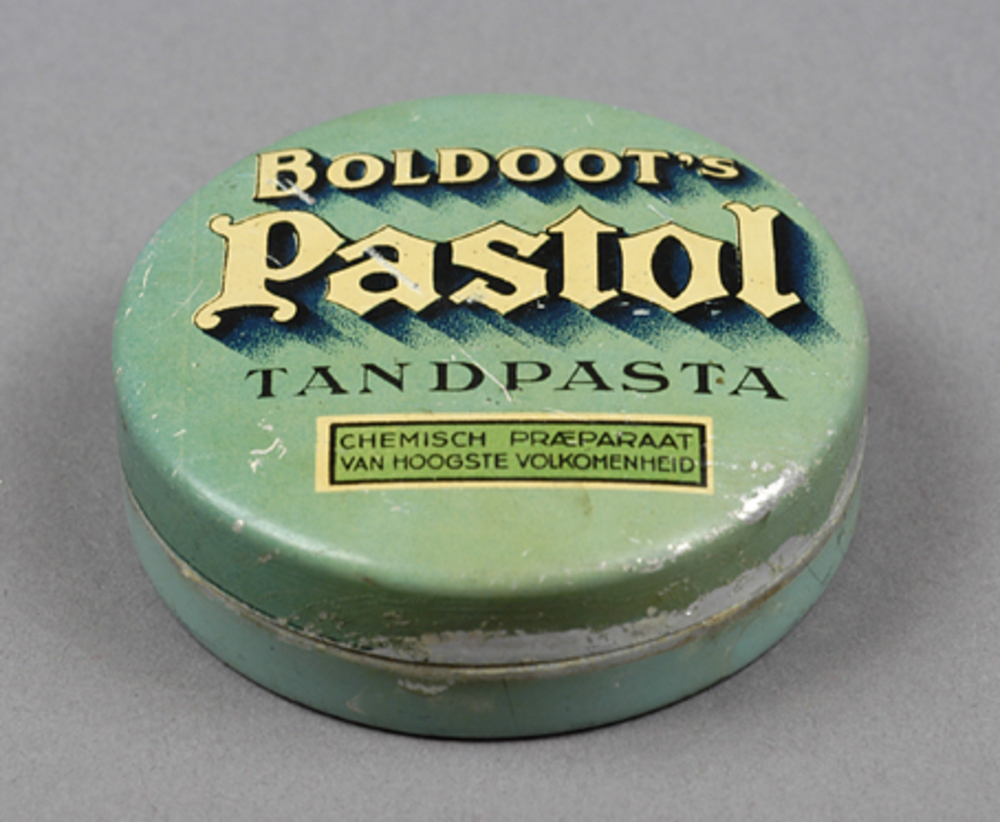 BOLDOOT'S
Pastol
TANDPASTA
CHEMISCH PRÆPARAAT
VAN HOOGSTE VOLKOMENHEID